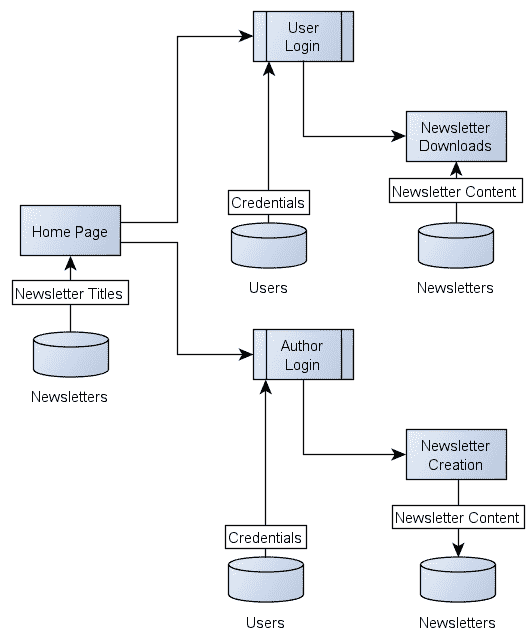 User
Login
Newsletter
Downloads
Credentials
Newsletter Content
Home Page
Users
Newsletters
Newsletter Titles
Newsletters
Author
Login
Newsletter
Creation
Newsletter Content
Credentials
Users
Newsletters